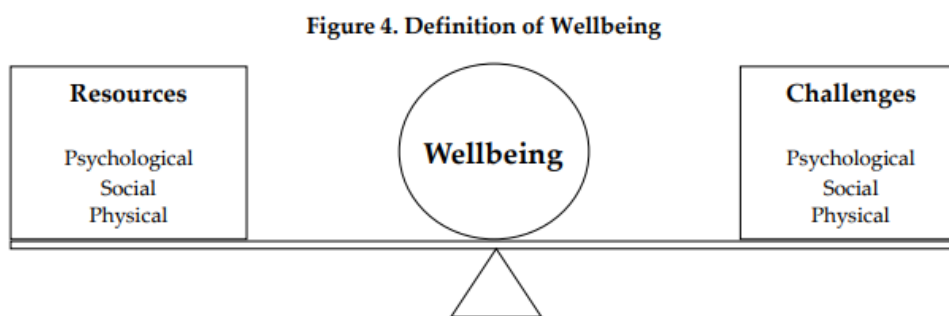 Figure 4. Definition of Wellbeing
Resources
Psychological
Social
Physical
Wellbeing
Challenges
Psychological
Social
Physical